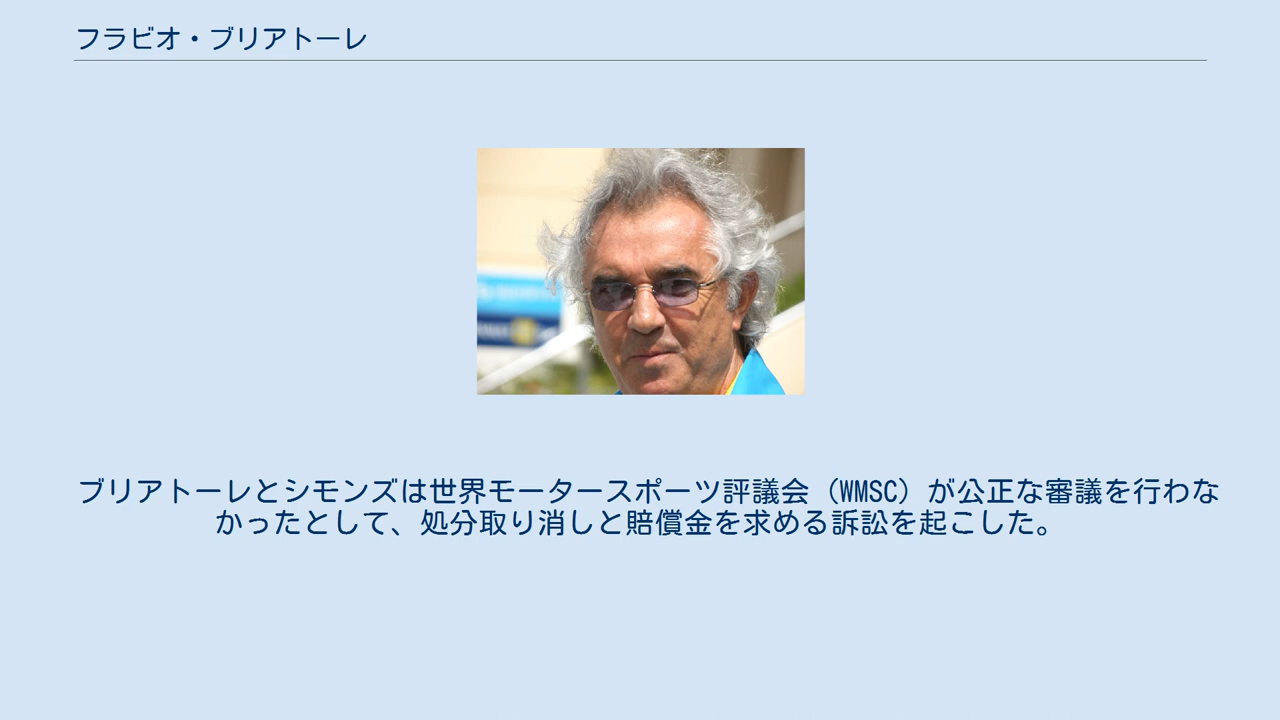 フラビオ・ブリアトーレ
ブリアトーレとシモンズは世界モータースポーツ評議会（WMSC）が公正な審議を行わな
かったとして、処分取り消しと賠償金を求める訴訟を起こした。